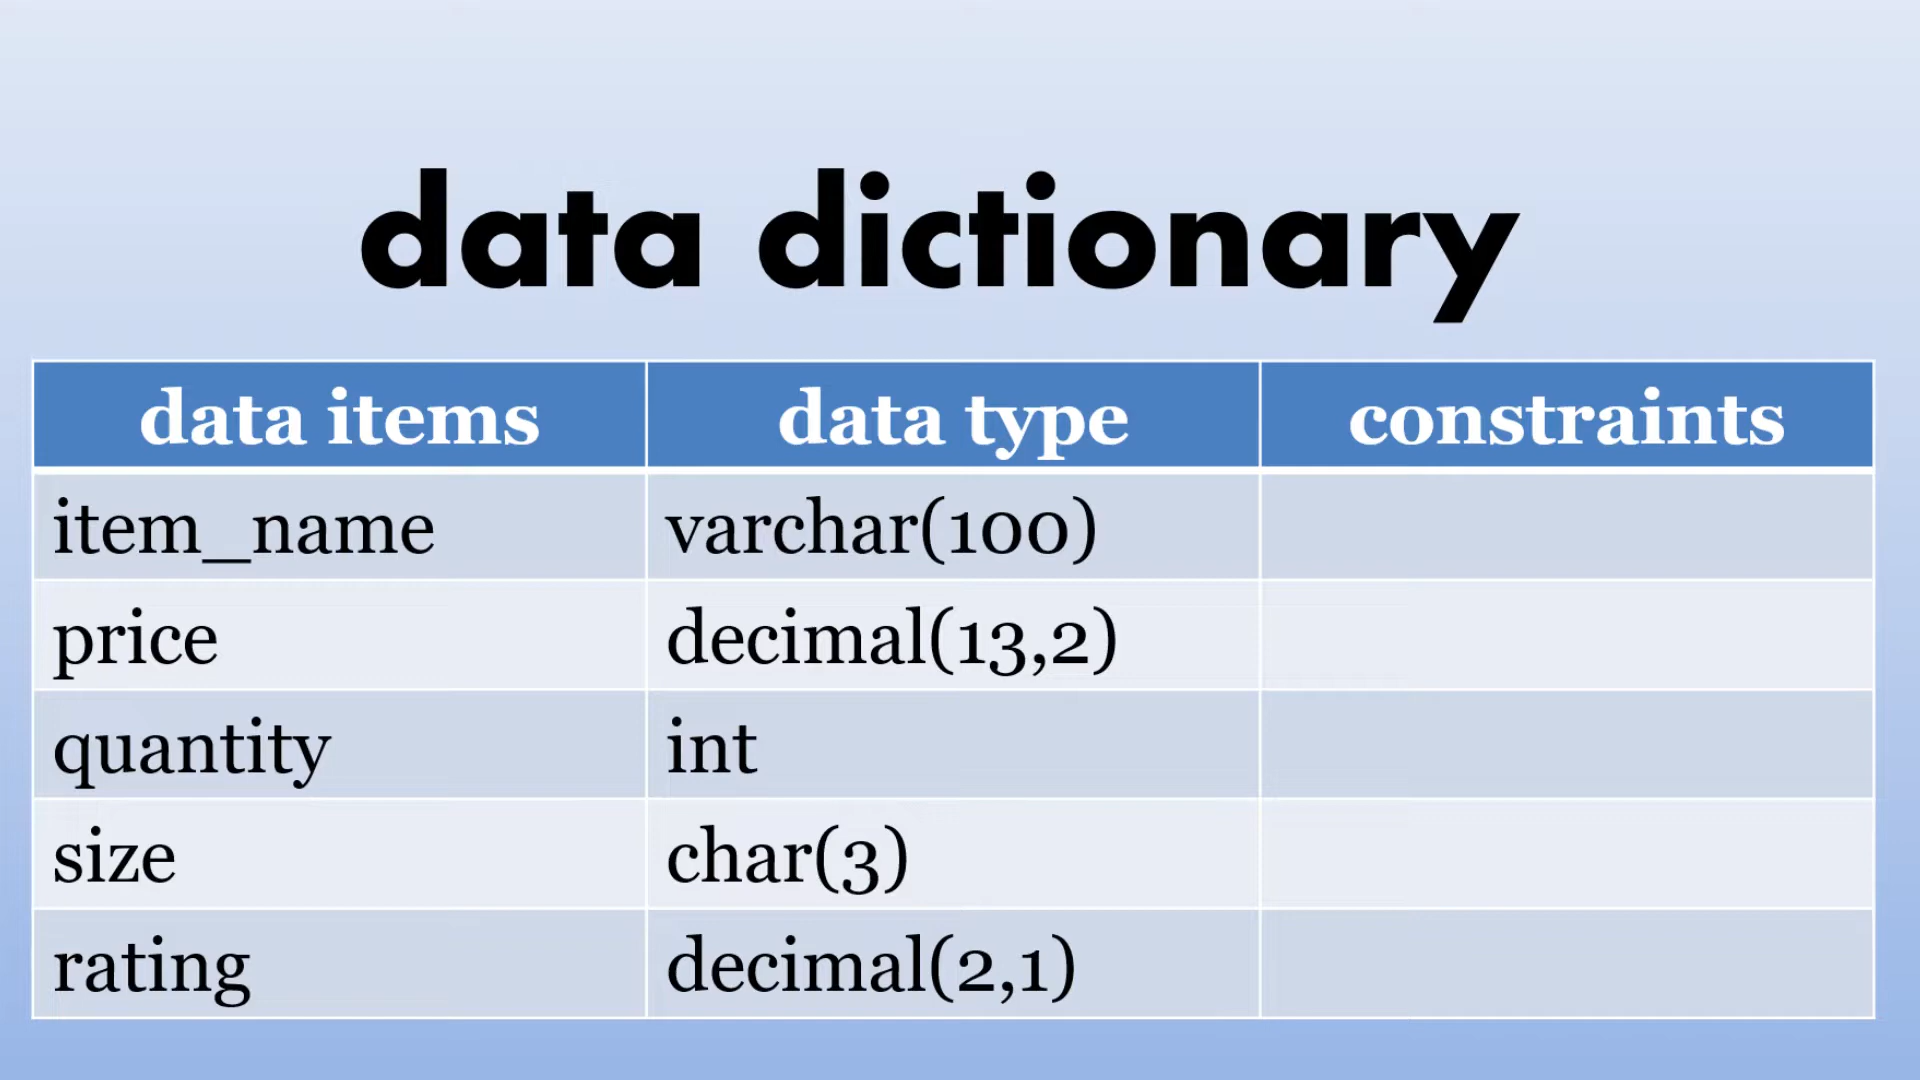 data dictionary
data items data type constraints
item_name varchar(100)
price decimal(13,2)
quantity int
size char(3)
rating decimal(2,1)